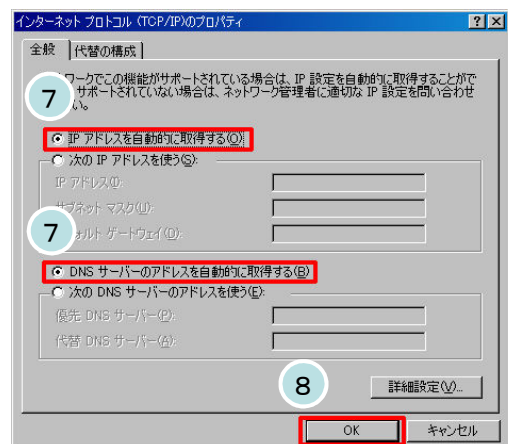 インターネット プロトコル (TCP/IP)のプロパティ
全般 代替の構成
ワークでこの機能がサポートされている場合は、IP 設定を自動的に取得することがで
サポートされていない場合は、ネットワーク管理者に適切な IP 設定を問い合わせ
い。
7
IP アドレスを自動的に取得する(O)
次の IP アドレスを使う(S):
IP アドレス(I):
サブネット マスク(U):
7
ォルト ゲートウェイ(D):
DNS サーバーのアドレスを自動的に取得する(B)
次の DNS サーバーのアドレスを使う(E):
優先 DNS サーバー(P):
代替 DNS サーバー(A):
8
詳細設定(V)...
OK キャンセル